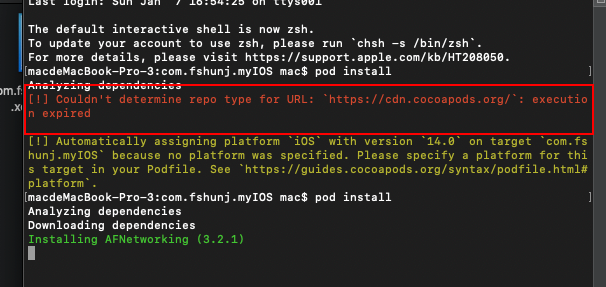 Last login: Sun Jan  7 18:54:25 on ttys001
The default interactive shell is now zsh.
To update your account to use zsh, please run `chsh -s /bin/zsh`.
For more details, please visit https://support.apple.com/kb/HT208050.
[macdeMacBook-Pro-3:com.fshunj.myIOS mac$ pod install ]
Analyzing dependencies
[!] Couldn't determine repo type for URL: `https://cdn.cocoapods.org/`: executio
n expired
[!] Automatically assigning platform `iOS` with version `14.0` on target `com.fs
hunj.myIOS` because no platform was specified. Please specify a platform for thi
s target in your Podfile. See `https://guides.cocoapods.org/syntax/podfile.html#
platform`.
[macdeMacBook-Pro-3:com.fshunj.myIOS mac$ pod install ]
Analyzing dependencies
Downloading dependencies
Installing AFNetworking (3.2.1)